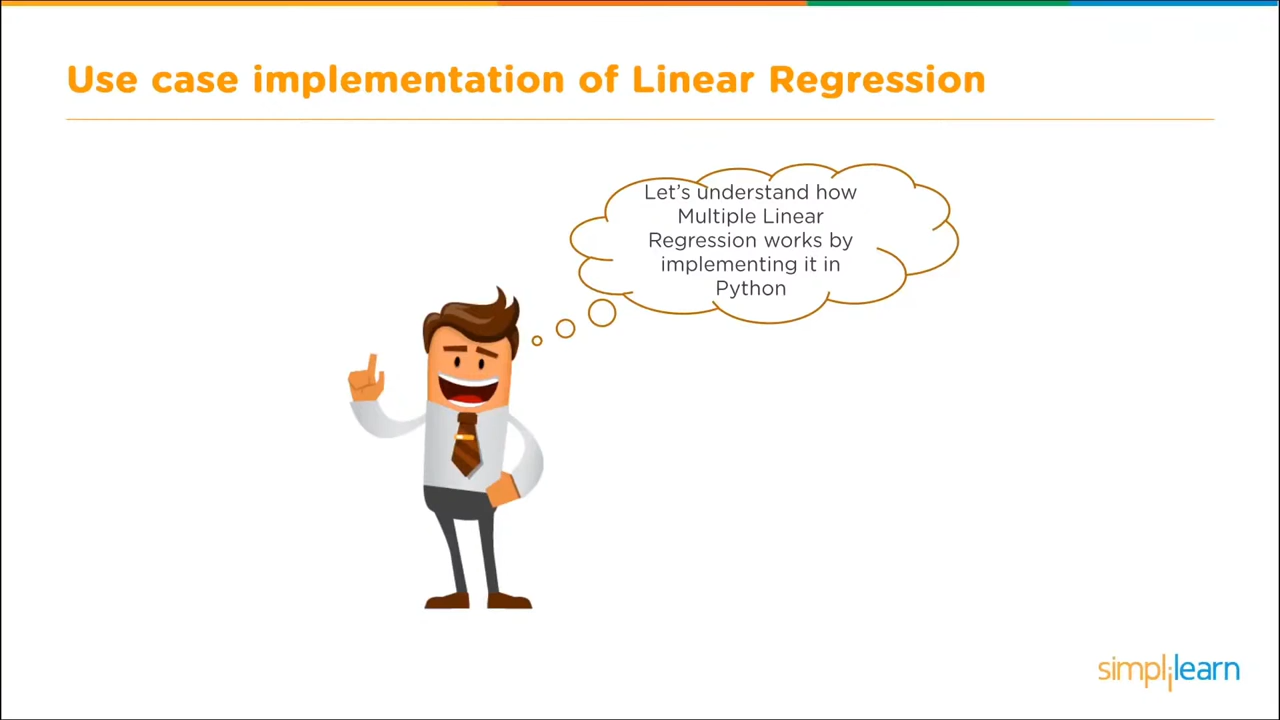 Use case implementation of Linear Regression
Let's understand how
Multiple Linear
Regression works by
implementing it in
Python
simplilearn